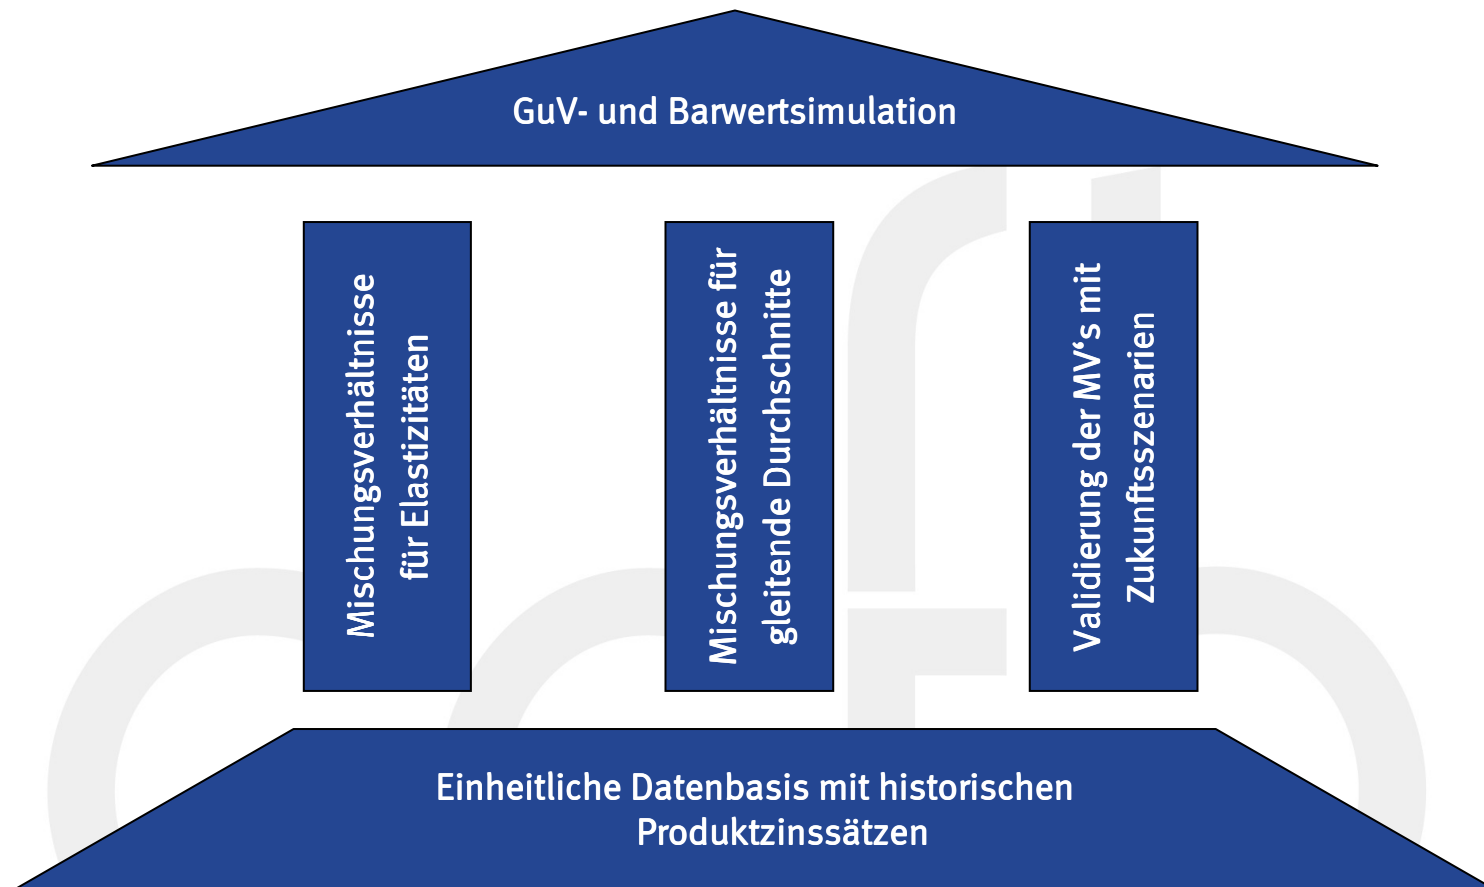 GuV- und Barwertsimulation
Mischungsverhältnisse
für Elastizitäten
Mischungsverhältnisse für
gleitende Durchschnitte
Validierung der MV‘s mit
Zukunftsszenarien
Einheitliche Datenbasis mit historischen
Produktzinssätzen